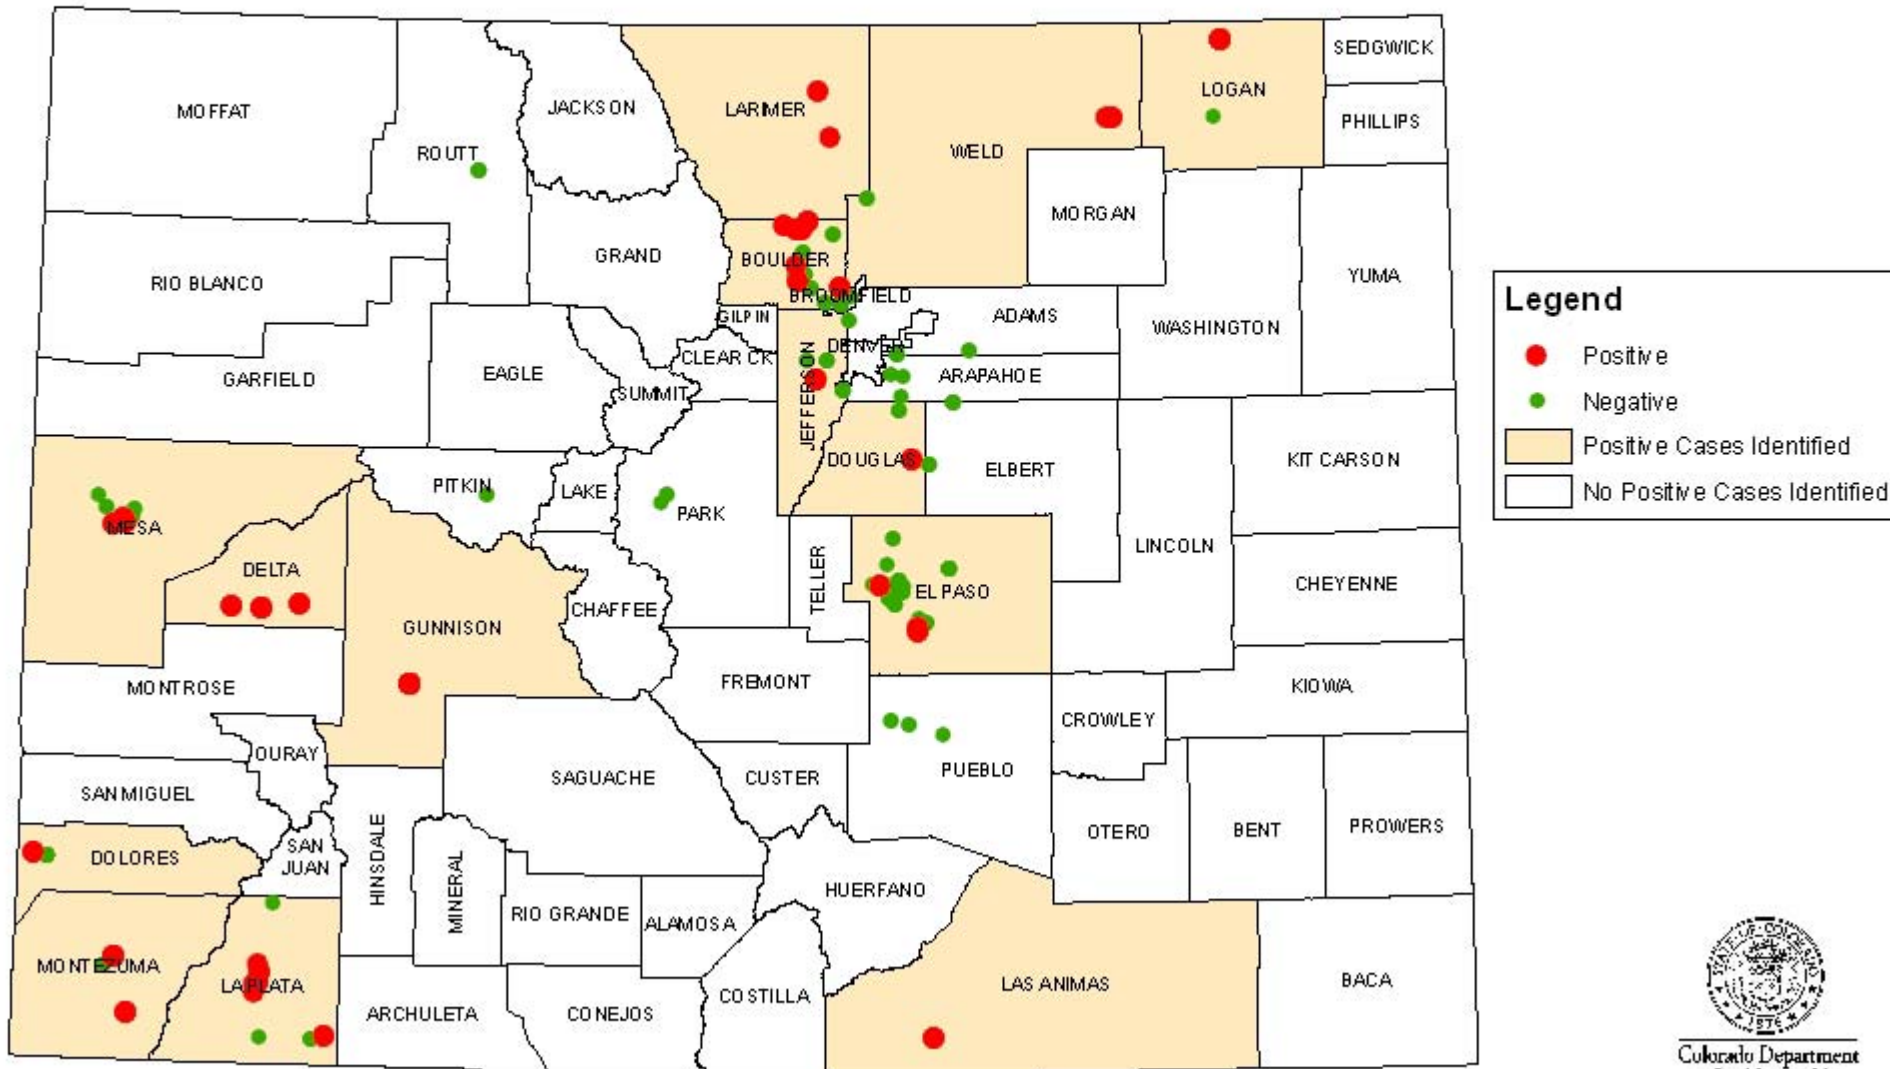 MOFFAT
ROUTT
JACKSON
LARIMER
WELD
LOGAN
SEDGWICK
PHILLIPS
MORGAN
YUMA
RIO BLANCO
GRAND
BOULDER
BROOMFIELD
GILPIN
ADAMS
WASHINGTON
CLEAR CK
DENVER
GARFIELD
EAGLE
SUMMIT
JEFFERSON
ARAPAHOE
DOUGLAS
ELBERT
KIT CARSON
MESA
PITKIN
LAKE
PARK
LINCOLN
DELTA
TELLER
EL PASO
CHEYENNE
CHAFFEE
GUNNISON
MONTROSE
FREMONT
KIOWA
CROWLEY
OURAY
SAGUACHE
CUSTER
PUEBLO
SAN MIGUEL
OTERO
BENT
PROWERS
DOLORES
SAN
JUAN
HINSDALE
MINERAL
RIO GRANDE
ALAMOSA
HUERFANO
MONTEZUMA
LA PLATA
ARCHULETA
CONEJOS
COSTILLA
LAS ANIMAS
BACA
Legend
Positive
Negative
Positive Cases Identified
No Positive Cases Identified
STATE OF COLORADO
1876
Colorado Department